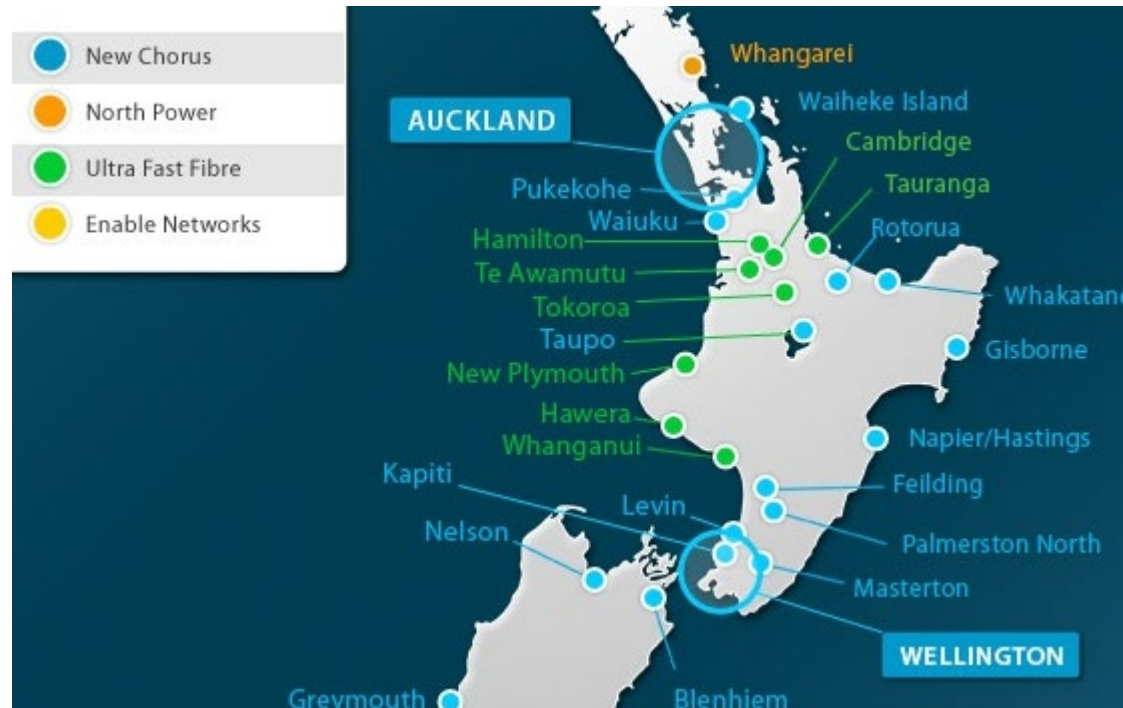 New Chorus
North Power
Ultra Fast Fibre
Enable Networks
Whangarei
AUCKLAND
Waiheke Island
Cambridge
Pukekohe
Tauranga
Waiuku
Rotorua
Hamilton
Te Awamutu
Tokoroa
Whakatane
Taupo
Gisborne
New Plymouth
Hawera
Napier/Hastings
Whanganui
Kapiti
Feilding
Levin
Nelson
Palmerston North
Masterton
WELLINGTON
Greymouth
Blenhiem